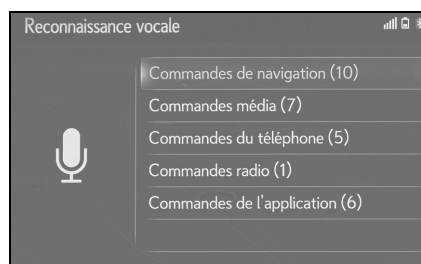 Reconnaissance vocale
Commandes de navigation (10)
Commandes média (7)
Commandes du téléphone (5)
Commandes radio (1)
Commandes de l'application (6)